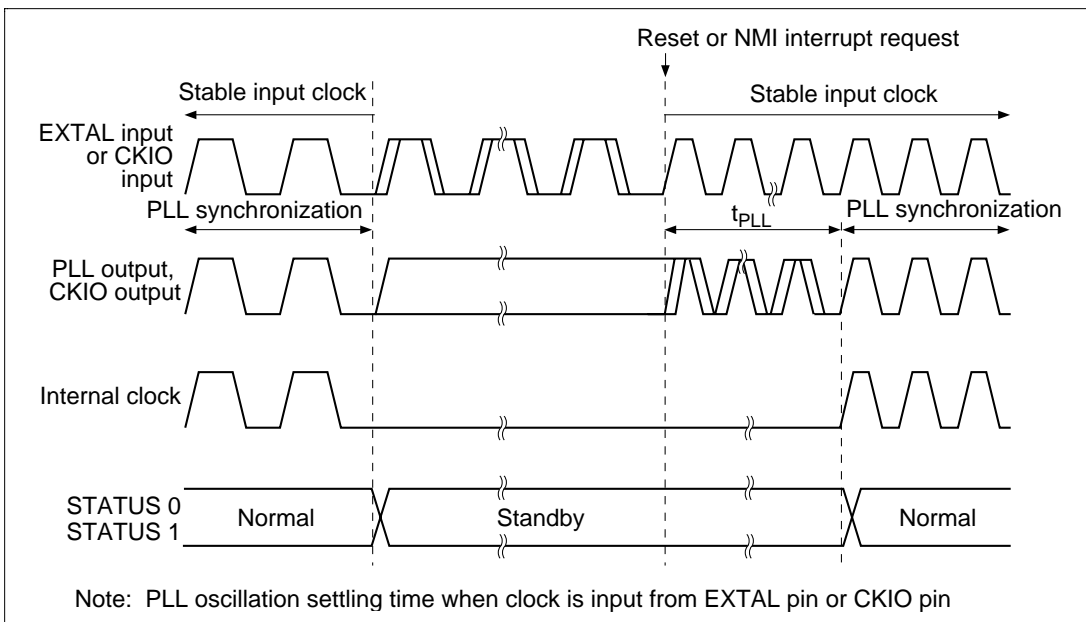 Reset or NMI interrupt request
Stable input clock
Stable input clock
EXTAL input
or CKIO
input
PLL synchronization
tPLL
PLL synchronization
PLL output,
CKIO output
Internal clock
STATUS 0
STATUS 1
Normal
Standby
Normal
Note: PLL oscillation settling time when clock is input from EXTAL pin or CKIO pin